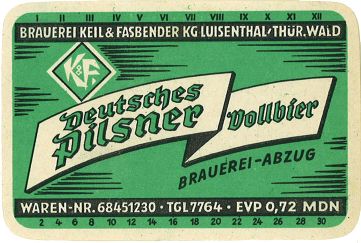 I II III IV V VI VII VIII IX X XI XII
BRAUEREI KEIL & FASBENDER KG LUISENTHAL/THÜR. WALD
K&F
Deutsches
Pilsner
Vollbier
BRAUEREI-ABZUG
WAREN-NR. 68451230 · TGL 7764 · EVP 0,72 MDN
2 4 6 8 10 12 14 16 18 20 22 24 26 28 30